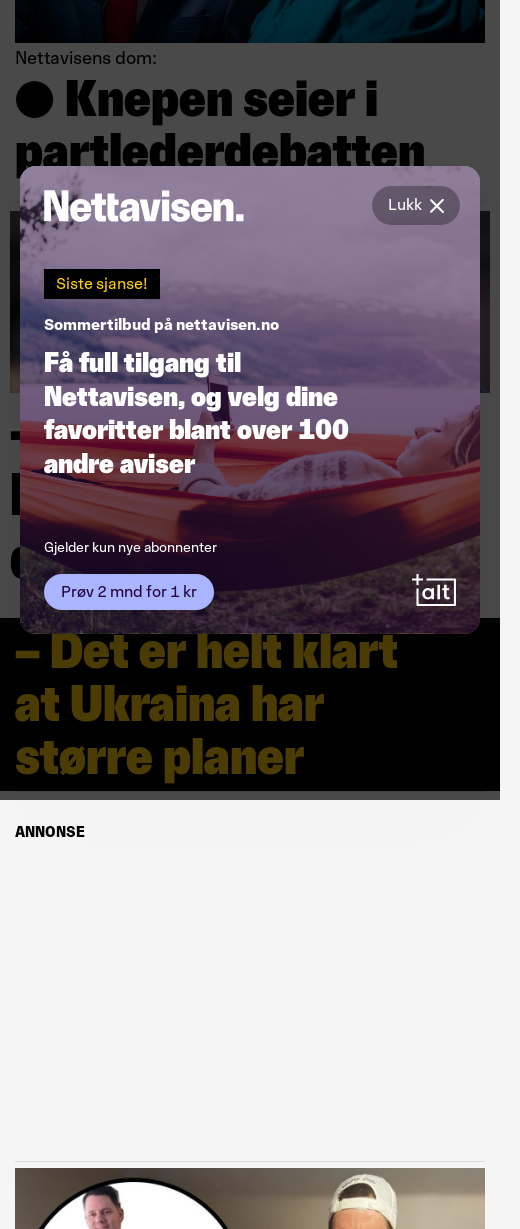 Nettavisens dom:
● Knepen seier i
partlederdebatten
Nettavisen.
Lukk
Siste sjanse!
Sommertilbud på nettavisen.no
Få full tilgang til
Nettavisen, og velg dine
favoritter blant over 100
andre aviser
Gjelder kun nye abonnenter
Prøv 2 mnd for 1 kr
+alt
– Det er helt klart
at Ukraina har
større planer
ANNONSE